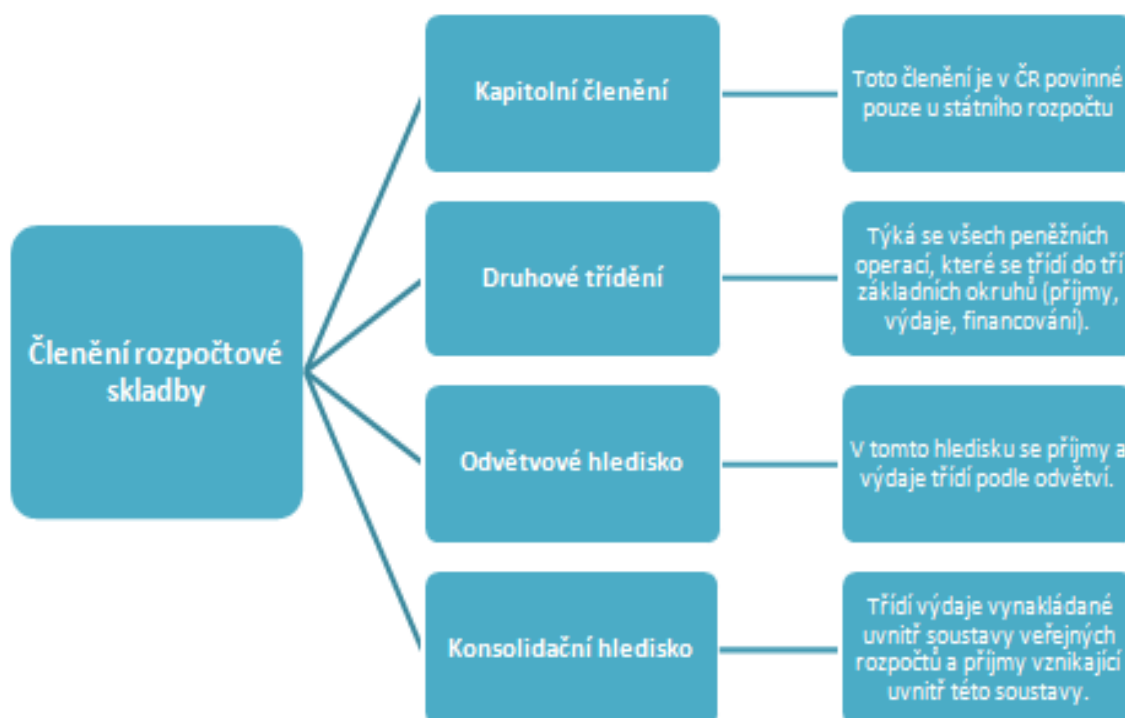 Členění rozpočtové
skladby
Kapitolní členění
Toto členění je v ČR povinné
pouze u státního rozpočtu
Druhové třídění
Týká se všech peněžních
operací, které se třídí do tří
základních okruhů (příjmy,
výdaje, financování).
Odvětvové hledisko
V tomto hledisku se příjmy a
výdaje třídí podle odvětví.
Konsolidační hledisko
Třídí výdaje vynakládané
uvnitř soustavy veřejných
rozpočtů a příjmy vznikající
uvnitř této soustavy.